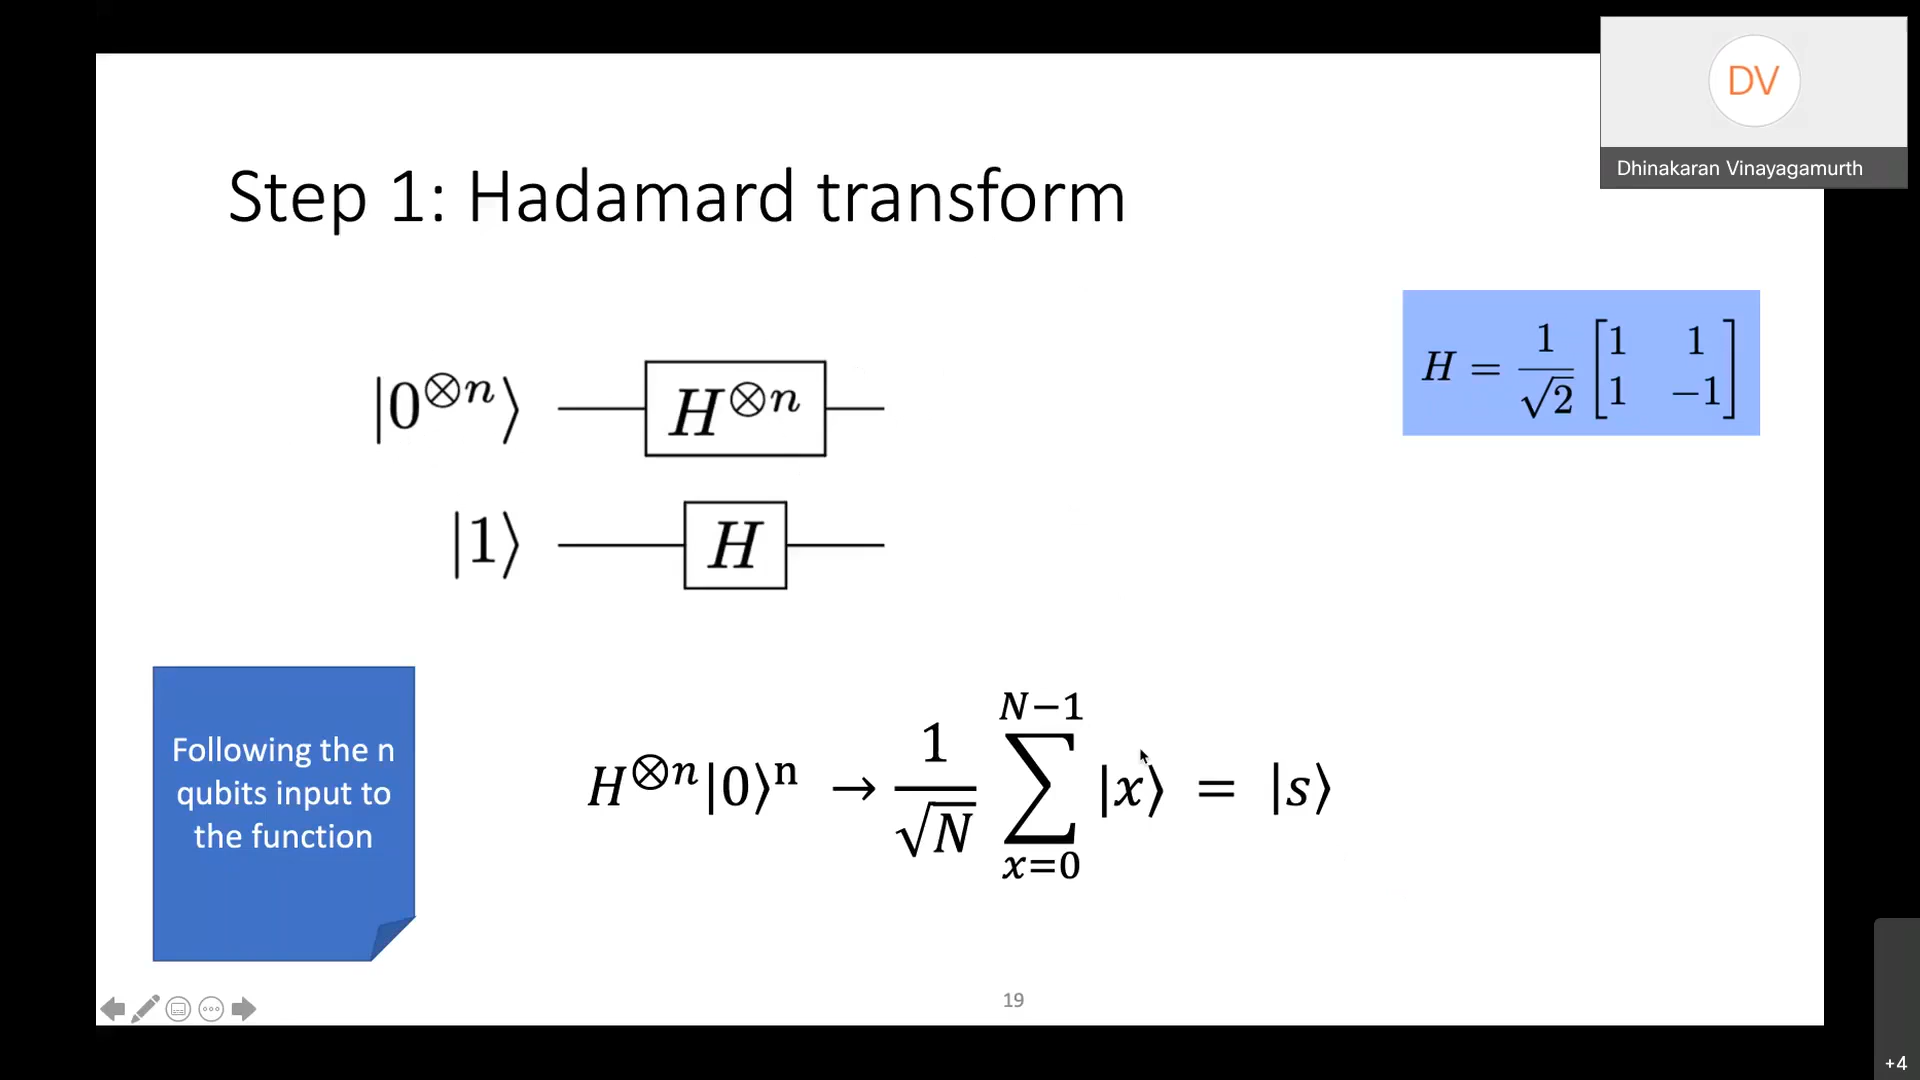 DV
Dhinakaran Vinayagamurth
Step 1: Hadamard transform
H = 1/√2 [1 1
1 −1]
|0^⊗n⟩ H^⊗n
|1⟩ H
Following the n
qubits input to
the function
H^⊗n|0⟩^n → 1/√N ∑_{x=0}^{N−1} |x⟩ = |s⟩
19
+4